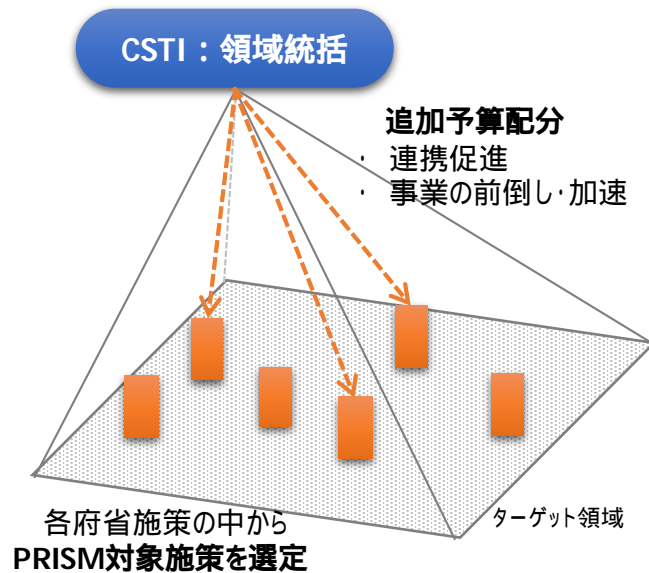 CSTI：領域統括
追加予算配分
・ 連携促進
・ 事業の前倒し・加速
ターゲット領域
各府省施策の中から
PRISM対象施策を選定